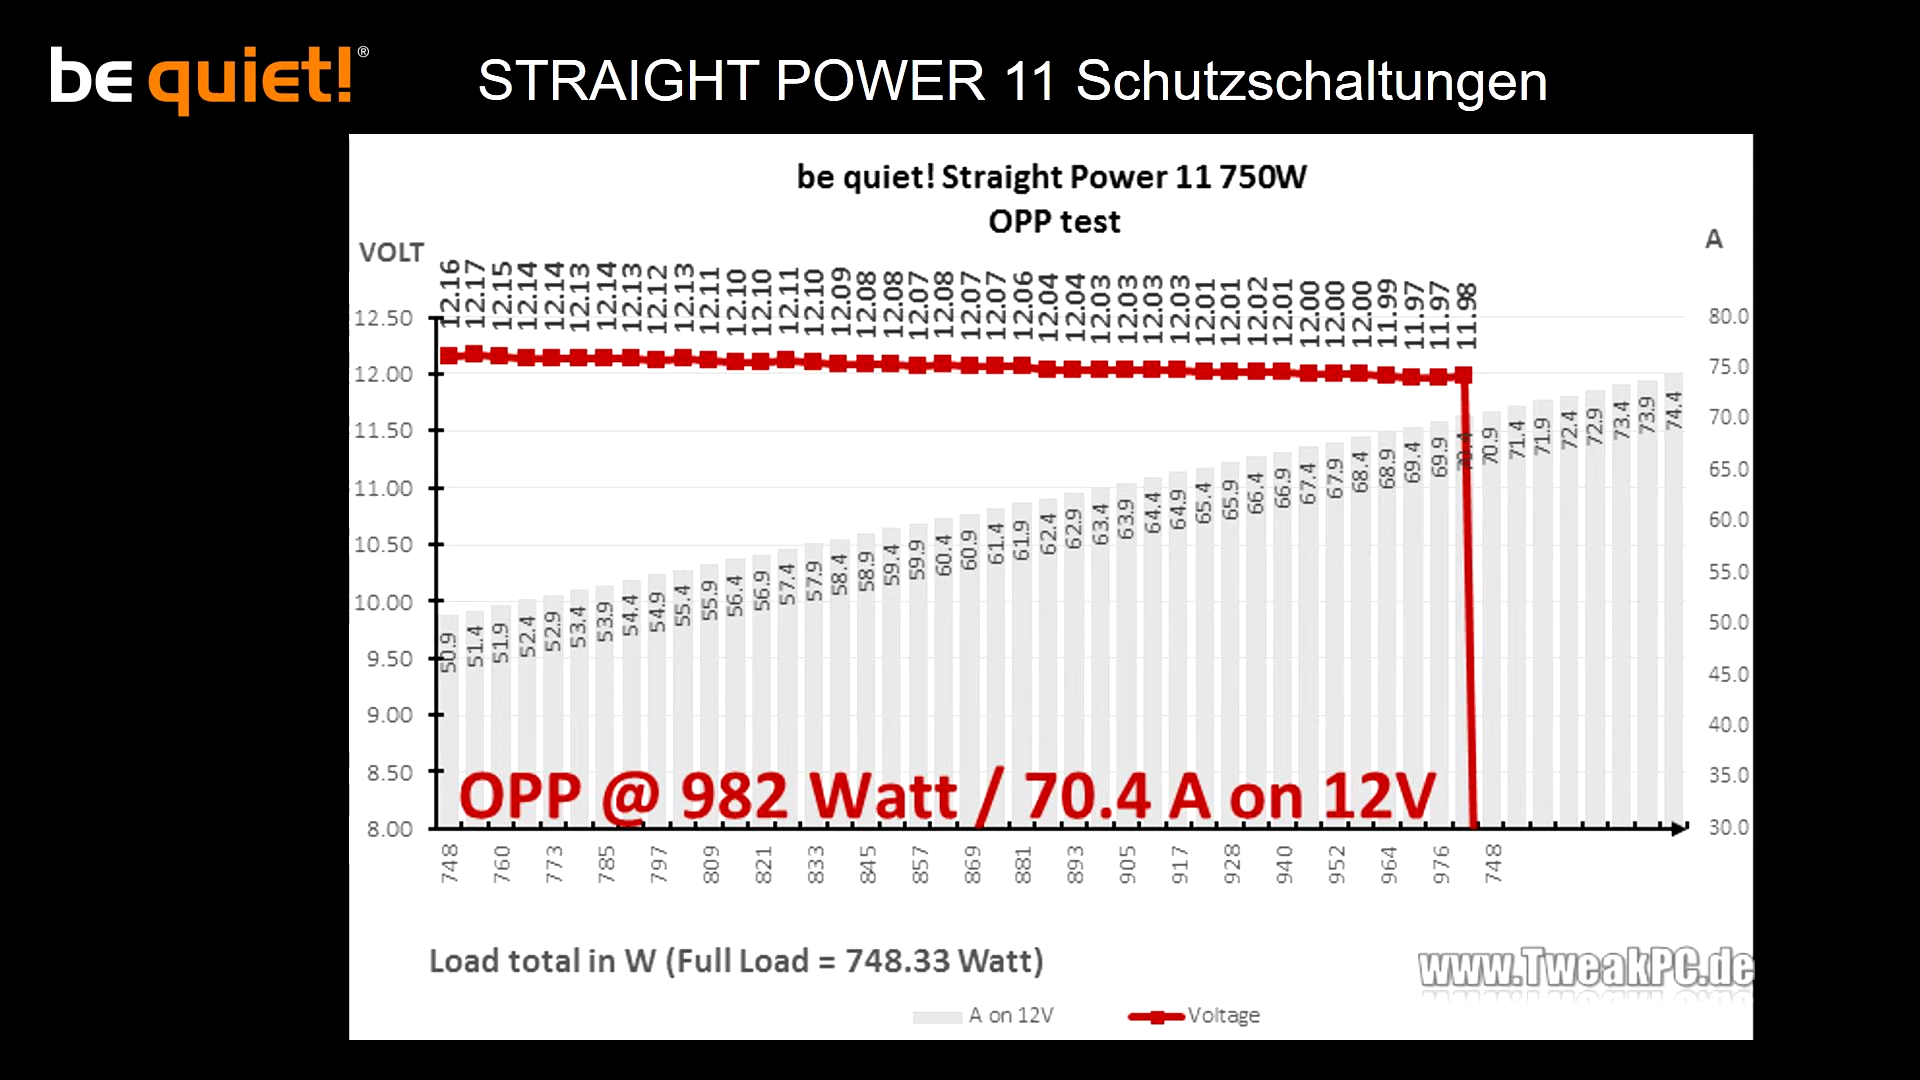 be quiet!®
STRAIGHT POWER 11 Schutzschaltungen
be quiet! Straight Power 11 750W
OPP test
VOLT
A
12.16 12.17 12.15 12.14 12.14 12.13 12.14 12.13 12.12 12.13 12.11 12.10 12.10 12.11 12.10 12.09 12.08 12.08 12.07 12.08 12.07 12.07 12.06 12.04 12.04 12.03 12.03 12.03 12.03 12.01 12.01 12.02 12.01 12.00 12.00 12.00 11.99 11.97 11.97 11.98
12.50
12.00
11.50
11.00
10.50
10.00
9.50
9.00
8.50
8.00
80.0
75.0
70.0
65.0
60.0
55.0
50.0
45.0
40.0
35.0
30.0
50.9 51.4 51.9 52.4 52.9 53.4 53.9 54.4 54.9 55.4 55.9 56.4 56.9 57.4 57.9 58.4 58.9 59.4 59.9 60.4 60.9 61.4 61.9 62.4 62.9 63.4 63.9 64.4 64.9 65.4 65.9 66.4 66.9 67.4 67.9 68.4 68.9 69.4 69.9 70.4 70.9 71.4 71.9 72.4 72.9 73.4 73.9 74.4
OPP @ 982 Watt / 70.4 A on 12V
748 760 773 785 797 809 821 833 845 857 869 881 893 905 917 928 940 952 964 976 748
Load total in W (Full Load = 748.33 Watt)
www.TweakPC.de
A on 12V
Voltage